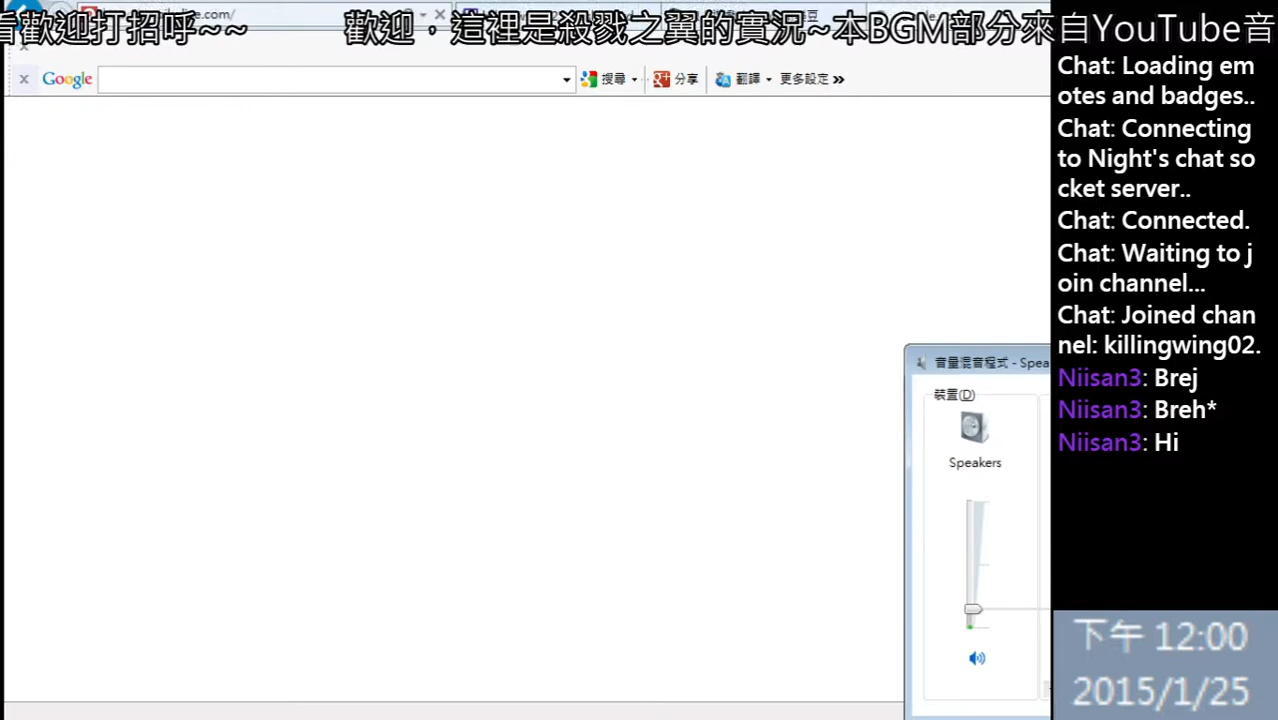 看歡迎打招呼~~ 歡迎，這裡是殺戮之翼的實況~本BGM部分來自YouTube音
Google 搜尋 分享 翻譯 更多設定 »
Chat: Loading em
otes and badges..
Chat: Connecting
to Night's chat so
cket server..
Chat: Connected.
Chat: Waiting to j
oin channel...
Chat: Joined chan
nel: killingwing02.
Niisan3: Brej
Niisan3: Breh*
Niisan3: Hi
音量混音程式 - Spea
裝置(D)
Speakers
下午 12:00
2015/1/25